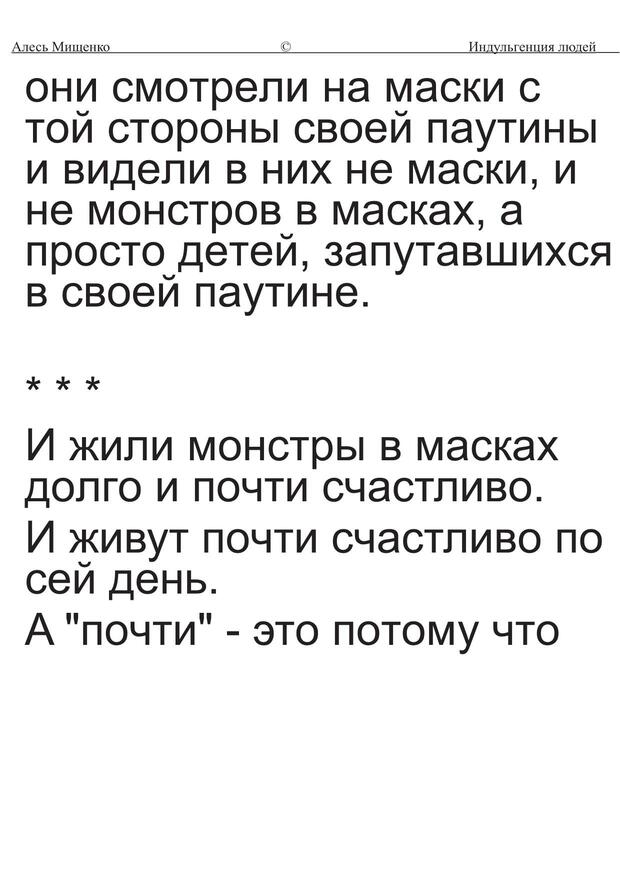 Алесь Мищенко © Индульгенция людей
они смотрели на маски с
той стороны своей паутины
и видели в них не маски, и
не монстров в масках, а
просто детей, запутавшихся
в своей паутине.
* * *
И жили монстры в масках
долго и почти счастливо.
И живут почти счастливо по
сей день.
А "почти" - это потому что